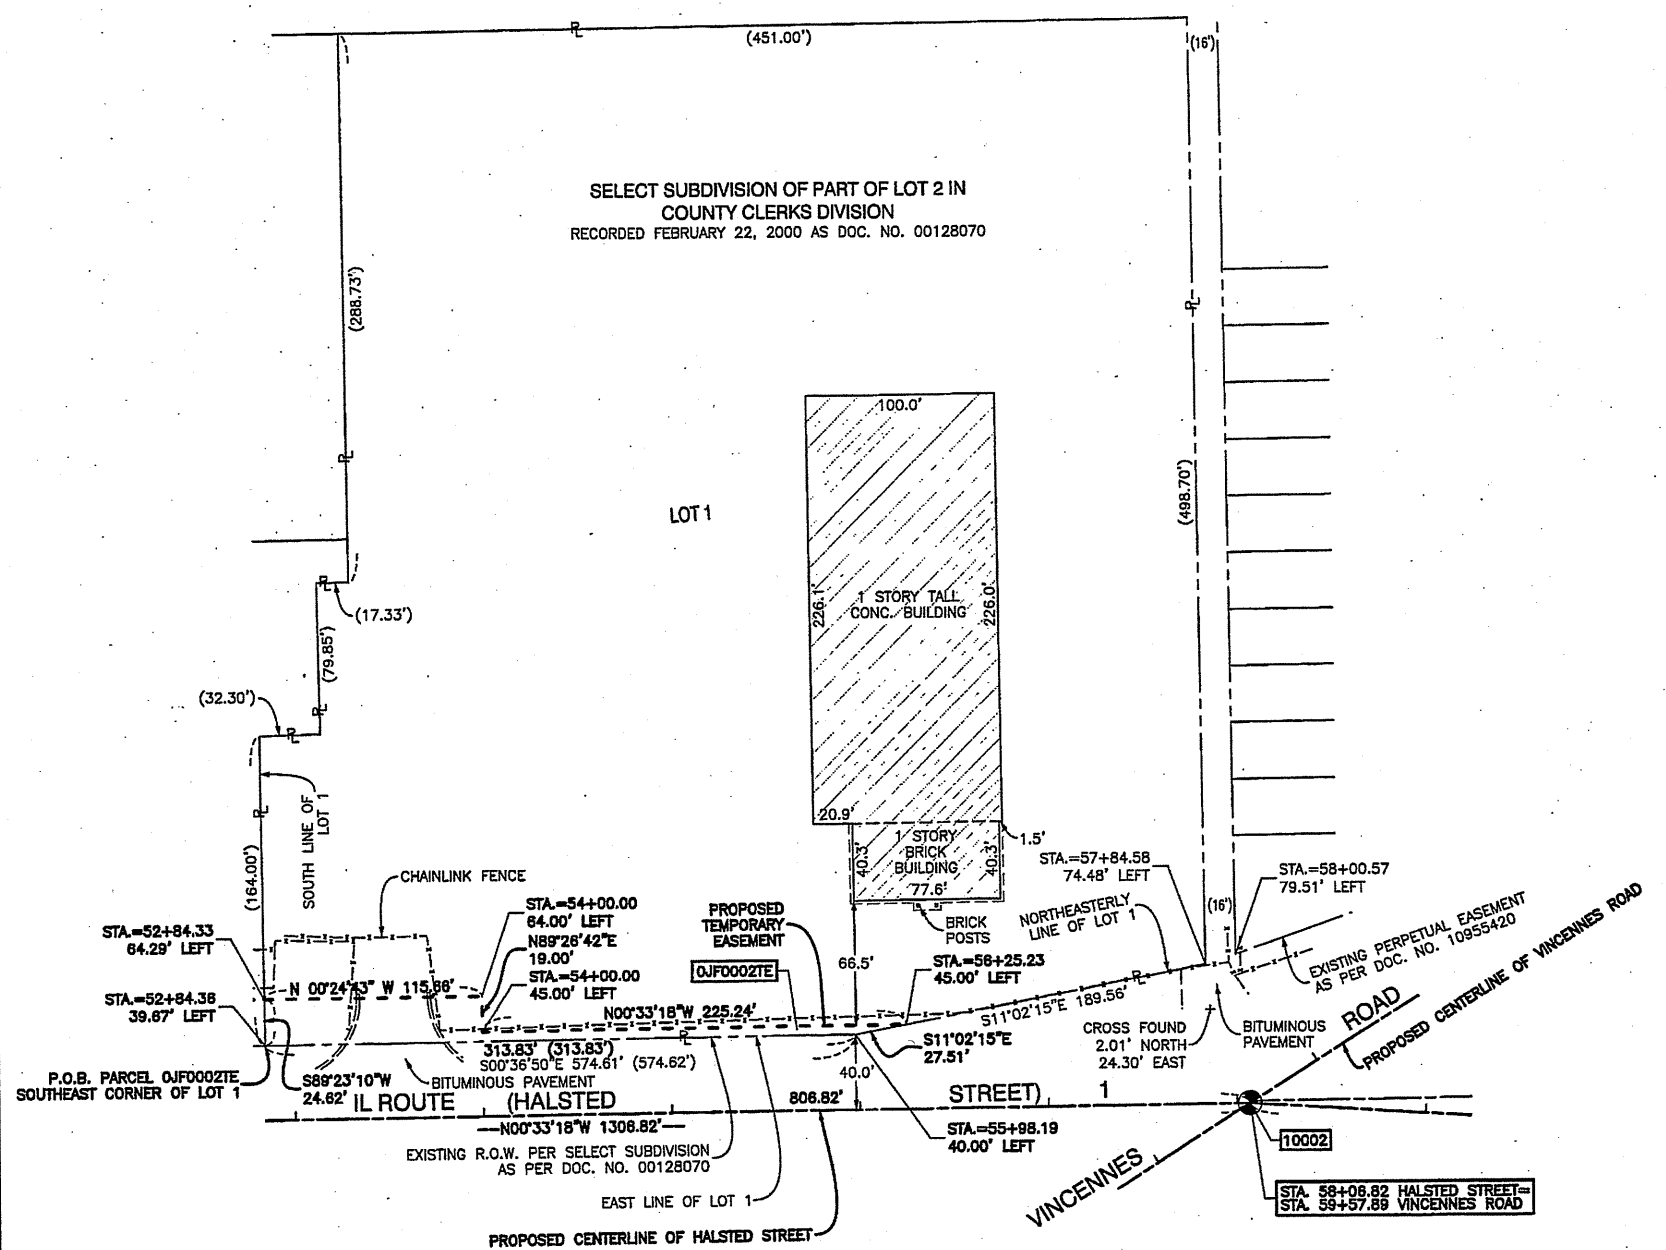 (451.00')
(16')
SELECT SUBDIVISION OF PART OF LOT 2 IN
COUNTY CLERKS DIVISION
RECORDED FEBRUARY 22, 2000 AS DOC. NO. 00128070
(288.73')
LOT 1
(498.70')
100.0'
226.1'
1 STORY TALL
CONC. BUILDING
226.0'
(17.33')
(79.85')
(32.30')
SOUTH LINE OF
LOT 1
(164.00')
20.9'
1 STORY
BRICK
BUILDING
40.3'
40.3'
77.6'
1.5'
BRICK
POSTS
CHAINLINK FENCE
STA.=57+84.58
74.48' LEFT
STA.=58+00.57
79.51' LEFT
(16')
NORTHEASTERLY
LINE OF LOT 1
EXISTING PERPETUAL EASEMENT
AS PER DOC. NO. 10955420
STA.=54+00.00
64.00' LEFT
N89°26'42"E
19.00'
STA.=54+00.00
45.00' LEFT
PROPOSED
TEMPORARY
EASEMENT
0JF0002TE
66.5'
STA.=56+25.23
45.00' LEFT
STA.=52+84.33
64.29' LEFT
STA.=52+84.38
39.67' LEFT
N 00°24'43" W 115.66'
N00°33'18"W 225.24'
S11°02'15"E 189.56'
S11°02'15"E
27.51'
CROSS FOUND
2.01' NORTH
24.30' EAST
BITUMINOUS
PAVEMENT
ROAD
PROPOSED CENTERLINE OF VINCENNES ROAD
313.83' (313.83')
S00°36'50"E 574.61' (574.62')
P.O.B. PARCEL 0JF0002TE
SOUTHEAST CORNER OF LOT 1
S89°23'10"W
24.62'
BITUMINOUS PAVEMENT
40.0'
IL ROUTE (HALSTED STREET) 1
806.82'
N00°33'18"W 1306.82'
STA.=55+98.19
40.00' LEFT
10002
EXISTING R.O.W. PER SELECT SUBDIVISION
AS PER DOC. NO. 00128070
EAST LINE OF LOT 1
VINCENNES
STA. 58+06.82 HALSTED STREET=
STA. 59+57.89 VINCENNES ROAD
PROPOSED CENTERLINE OF HALSTED STREET